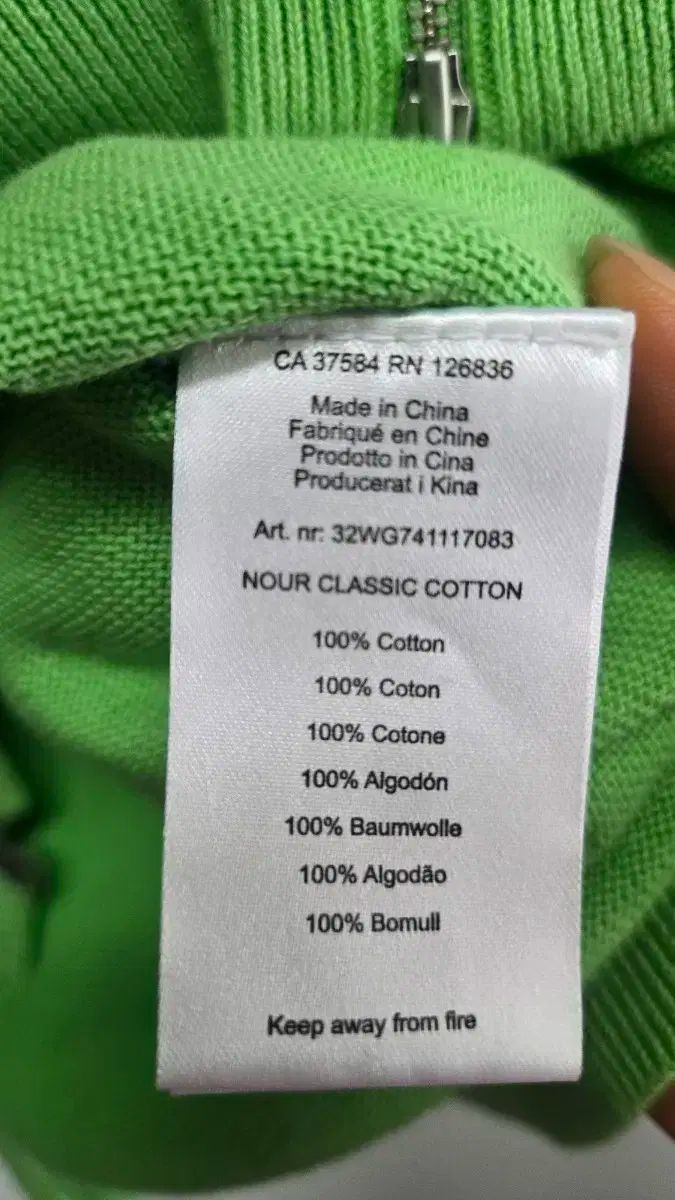 CA 37584 RN 126836
Made in China
Fabriqué en Chine
Prodotto in Cina
Producerat i Kina
Art. nr: 32WG741117083
NOUR CLASSIC COTTON
100% Cotton
100% Coton
100% Cotone
100% Algodón
100% Baumwolle
100% Algodão
100% Bomull
Keep away from fire